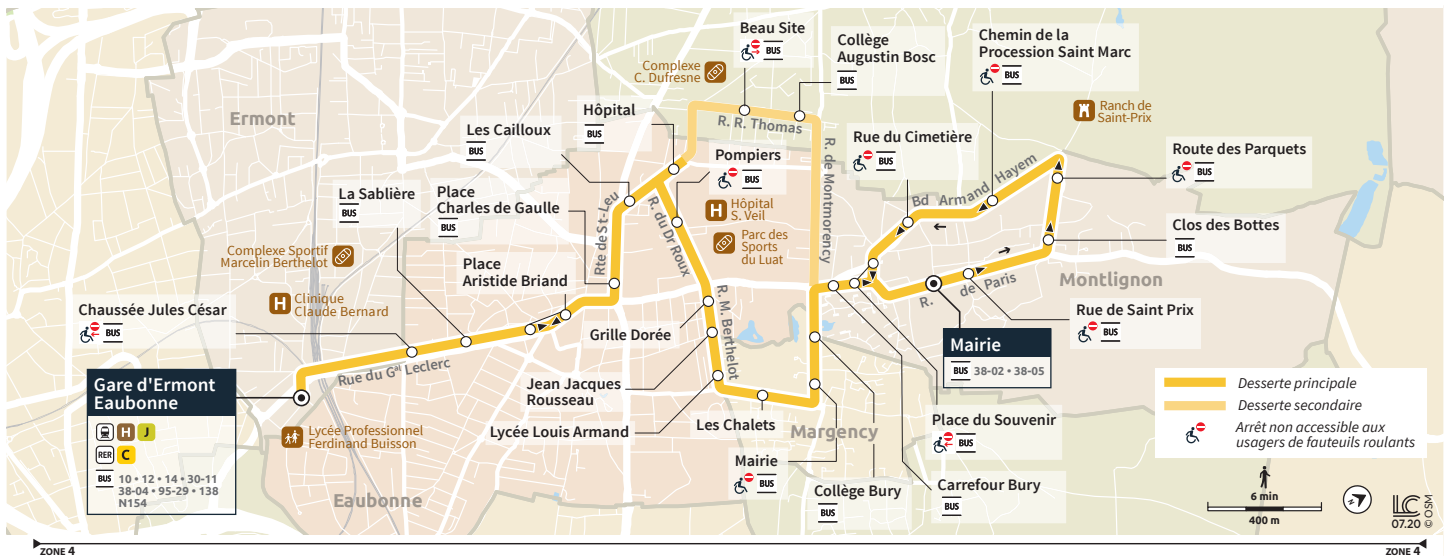 Beau Site
BUS
Collège
Augustin Bosc
BUS
Chemin de la
Procession Saint Marc
BUS
Complexe
C. Dufresne
Ranch de
Saint-Prix
Ermont
Hôpital
BUS
R. R. Thomas
Les Cailloux
BUS
Rue du Cimetière
BUS
Route des Parquets
BUS
Pompiers
BUS
R. de Montmorency
Bd Armand Hayem
La Sablière
BUS
Place
Charles de Gaulle
BUS
Rte de St-Leu
R. du Dr Roux
H
Hôpital
S. Veil
Parc des
Sports
du Luat
Clos des Bottes
BUS
Complexe Sportif
Marcelin Berthelot
Place
Aristide Briand
Montlignon
R. de Paris
H
Clinique
Claude Bernard
Chaussée Jules César
BUS
Grille Dorée
R. M. Berthelot
Rue de Saint Prix
BUS
Mairie
BUS 38-02 • 38-05
Rue du Gal Leclerc
Gare d'Ermont
Eaubonne
H J
RER C
BUS 10 • 12 • 14 • 30-11
38-04 • 95-29 • 138
N154
Jean Jacques
Rousseau
Lycée Louis Armand
Les Chalets
Margency
Place du Souvenir
BUS
Lycée Professionnel
Ferdinand Buisson
Mairie
BUS
Collège Bury
BUS
Carrefour Bury
BUS
Eaubonne
Desserte principale
Desserte secondaire
Arrêt non accessible aux
usagers de fauteuils roulants
6 min
400 m
N
LC
07.20
© OSM
ZONE 4
ZONE 4